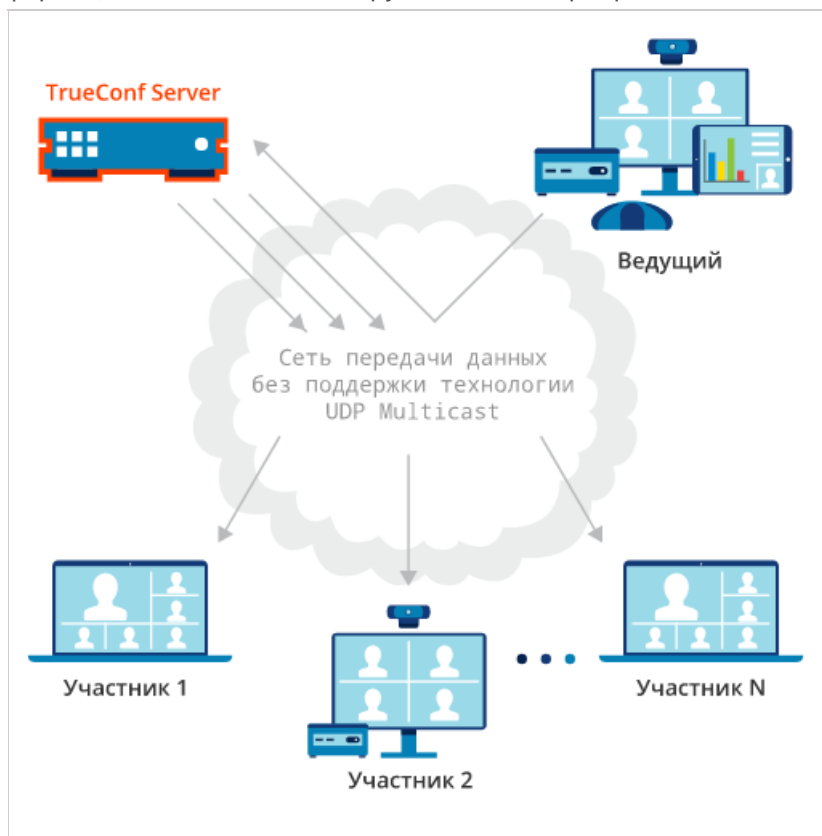 TrueConf Server
Ведущий
Сеть передачи данных
без поддержки технологии
UDP Multicast
Участник 1
Участник N
Участник 2